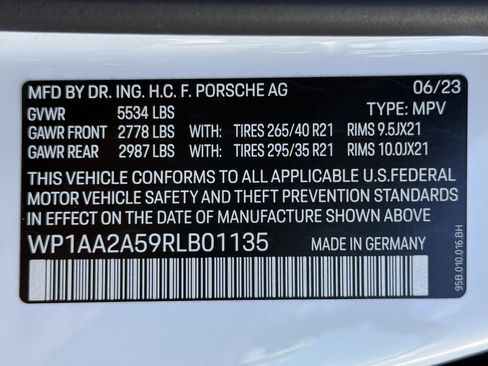 MFD BY DR. ING. H.C. F. PORSCHE AG 06/23
GVWR 5534 LBS TYPE: MPV
GAWR FRONT 2778 LBS WITH: TIRES 265/40 R21 RIMS 9.5JX21
GAWR REAR 2987 LBS WITH: TIRES 295/35 R21 RIMS 10.0JX21
THIS VEHICLE CONFORMS TO ALL APPLICABLE U.S.FEDERAL
MOTOR VEHICLE SAFETY AND THEFT PREVENTION STANDARDS
IN EFFECT ON THE DATE OF MANUFACTURE SHOWN ABOVE
WP1AA2A59RLB01135 MADE IN GERMANY
95B.010.016.BH